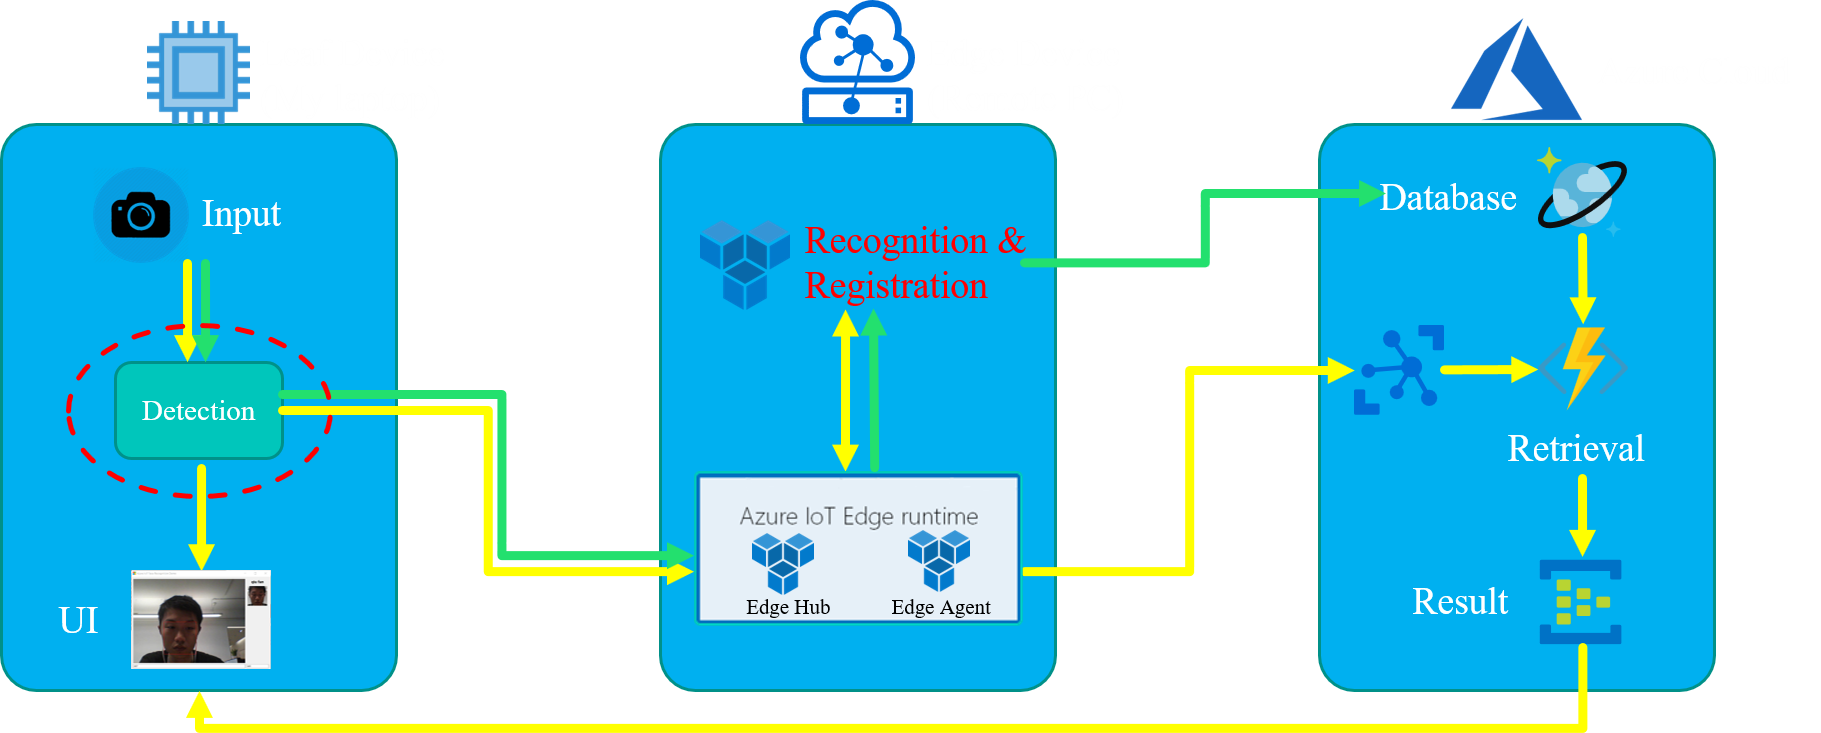 Input
Detection
UI
Recognition &
Registration
Azure IoT Edge runtime
Edge Hub
Edge Agent
Database
Retrieval
Result